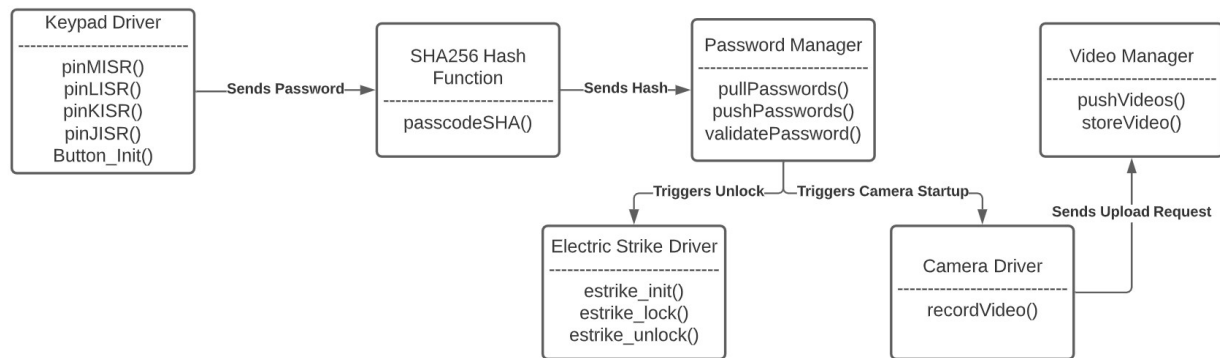 Keypad Driver
pinMISR()
pinLISR()
pinKISR()
pinJISR()
Button_Init()
Sends Password
SHA256 Hash
Function
passcodeSHA()
Sends Hash
Password Manager
pullPasswords()
pushPasswords()
validatePassword()
Video Manager
pushVideos()
storeVideo()
Triggers Unlock
Triggers Camera Startup
Sends Upload Request
Electric Strike Driver
estrike_init()
estrike_lock()
estrike_unlock()
Camera Driver
recordVideo()